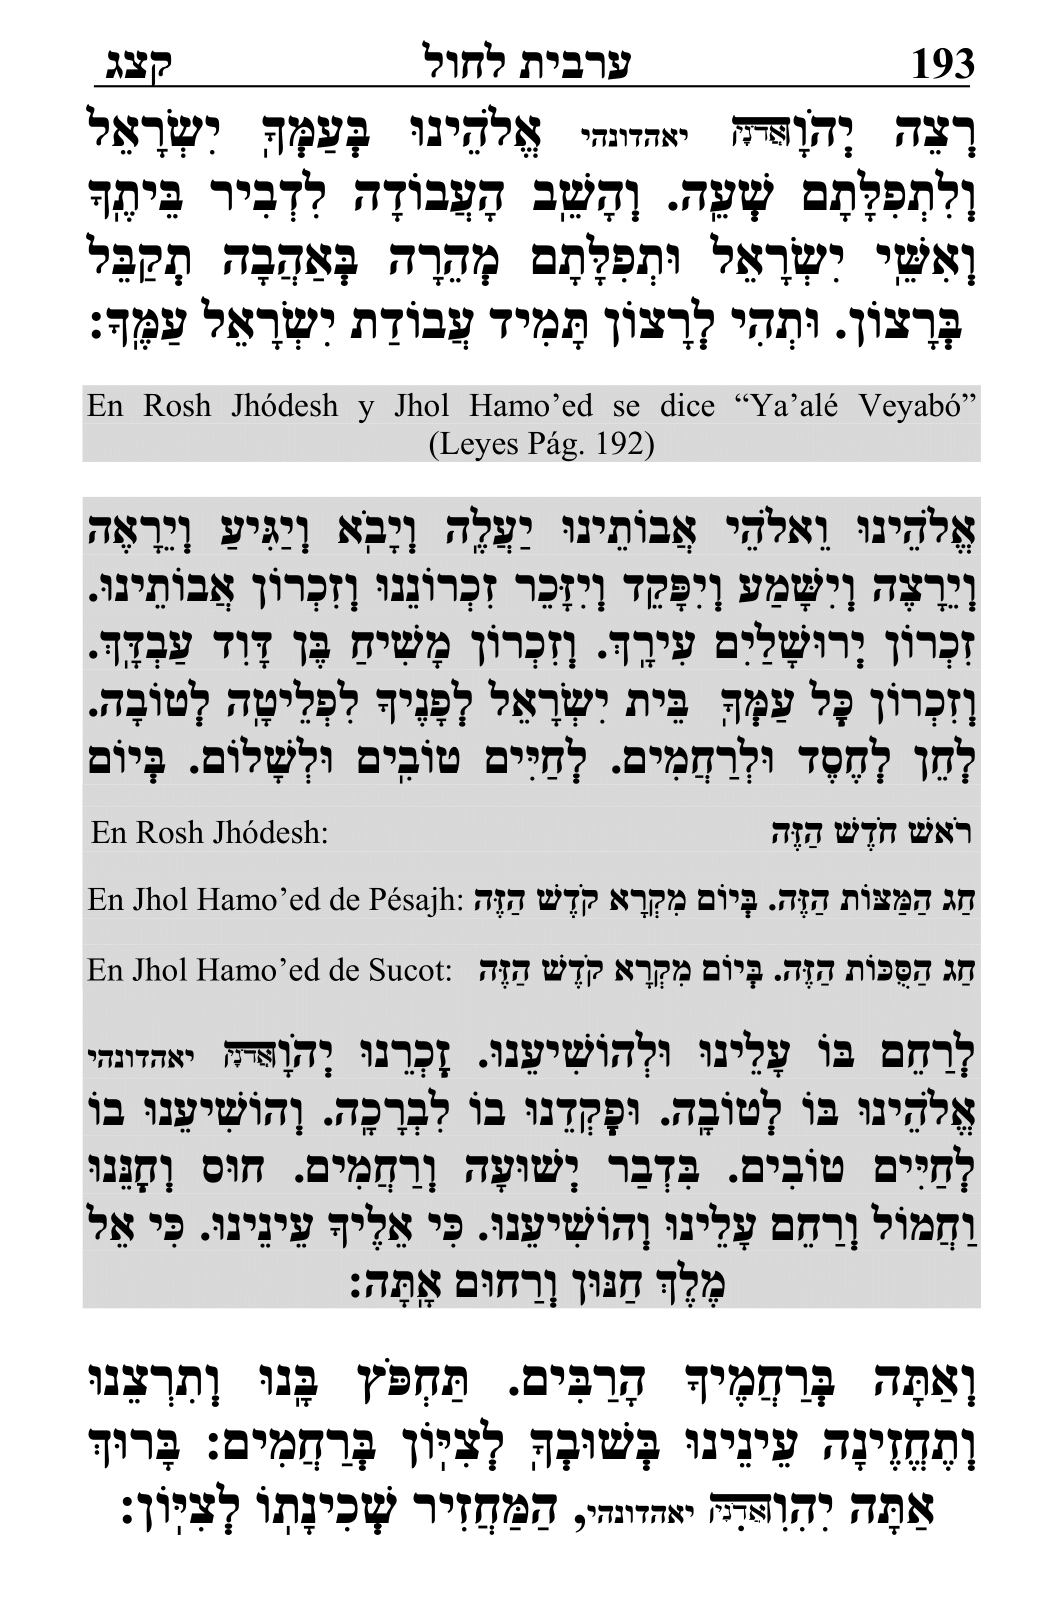 193 ערבית לחול קצג
רְצֵה יְהֹוָאֲדֹנָיה יאהדונהי אֱלֹהֵינוּ בְּעַמְּךָ יִשְׂרָאֵל
וְלִתְפִלָּתָם שְׁעֵה. וְהָשֵׁב הָעֲבוֹדָה לִדְבִיר בֵּיתֶךָ
וְאִשֵּׁי יִשְׂרָאֵל וּתְפִלָּתָם מְהֵרָה בְּאַהֲבָה תְקַבֵּל
בְּרָצוֹן. וּתְהִי לְרָצוֹן תָּמִיד עֲבוֹדַת יִשְׂרָאֵל עַמֶּךָ:
En Rosh Jhódesh y Jhol Hamo’ed se dice “Ya’alé Veyabó”
(Leyes Pág. 192)
אֱלֹהֵינוּ וֵאלֹהֵי אֲבוֹתֵינוּ יַעֲלֶה וְיָבֹא וְיַגִּיעַ וְיֵרָאֶה
וְיֵרָצֶה וְיִשָּׁמַע וְיִפָּקֵד וְיִזָּכֵר זִכְרוֹנֵנוּ וְזִכְרוֹן אֲבוֹתֵינוּ.
זִכְרוֹן יְרוּשָׁלַיִם עִירָךְ. וְזִכְרוֹן מָשִׁיחַ בֶּן דָּוִד עַבְדָּךְ.
וְזִכְרוֹן כָּל עַמְּךָ בֵּית יִשְׂרָאֵל לְפָנֶיךָ לִפְלֵיטָה לְטוֹבָה.
לְחֵן לְחֶסֶד וּלְרַחֲמִים. לְחַיִּים טוֹבִים וּלְשָׁלוֹם. בְּיוֹם
En Rosh Jhódesh: רֹאשׁ חֹדֶשׁ הַזֶּה
En Jhol Hamo’ed de Pésajh: חַג הַמַּצּוֹת הַזֶּה. בְּיוֹם מִקְרָא קֹדֶשׁ הַזֶּה
En Jhol Hamo’ed de Sucot: חַג הַסֻּכּוֹת הַזֶּה. בְּיוֹם מִקְרָא קֹדֶשׁ הַזֶּה
לְרַחֵם בּוֹ עָלֵינוּ וּלְהוֹשִׁיעֵנוּ. זָכְרֵנוּ יְהֹוָאֲדֹנָיה יאהדונהי
אֱלֹהֵינוּ בּוֹ לְטוֹבָה. וּפָקְדֵנוּ בוֹ לִבְרָכָה. וְהוֹשִׁיעֵנוּ בוֹ
לְחַיִּים טוֹבִים. בִּדְבַר יְשׁוּעָה וְרַחֲמִים. חוּס וְחָנֵּנוּ
וַחֲמוֹל וְרַחֵם עָלֵינוּ וְהוֹשִׁיעֵנוּ. כִּי אֵלֶיךָ עֵינֵינוּ. כִּי אֵל
מֶלֶךְ חַנּוּן וְרַחוּם אָתָּה:
וְאַתָּה בְּרַחֲמֶיךָ הָרַבִּים. תַּחְפֹּץ בָּנוּ וְתִרְצֵנוּ
וְתֶחֱזֶינָה עֵינֵינוּ בְּשׁוּבְךָ לְצִיּוֹן בְּרַחֲמִים: בָּרוּךְ
אַתָּה יִהִוִאֲדֹנָיה יאהדונהי, הַמַּחֲזִיר שְׁכִינָתוֹ לְצִיּוֹן: